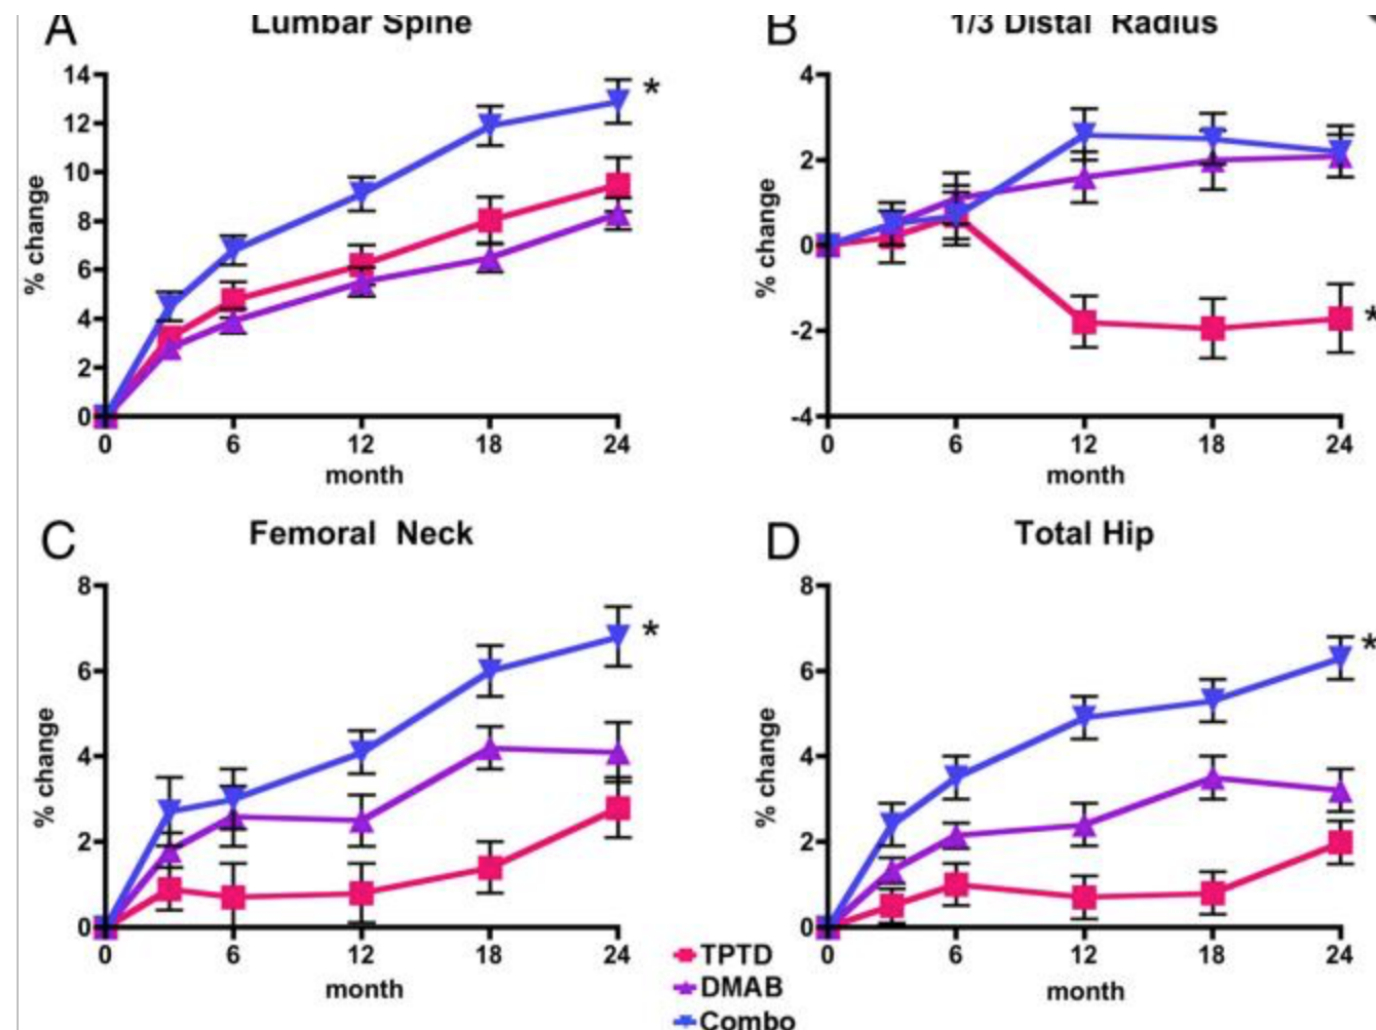 A Lumbar Spine
14
12
10
8
6
4
2
0
% change
*
0 6 12 18 24
month
B 1/3 Distal Radius
4
2
0
-2
-4
% change
*
0 6 12 18 24
month
C Femoral Neck
8
6
4
2
0
% change
*
0 6 12 18 24
month
D Total Hip
8
6
4
2
0
% change
*
0 6 12 18 24
month
TPTD
DMAB
Combo